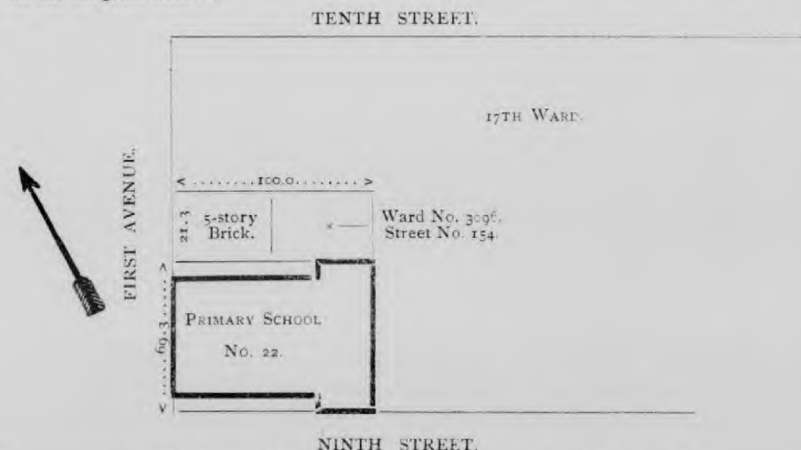 TENTH STREET.
17TH WARD.
FIRST AVENUE.
< ........100.0........ >
21.3
5-story
Brick.
×
Ward No. 3096.
Street No. 154.
69.3
PRIMARY SCHOOL
No. 22.
NINTH STREET.